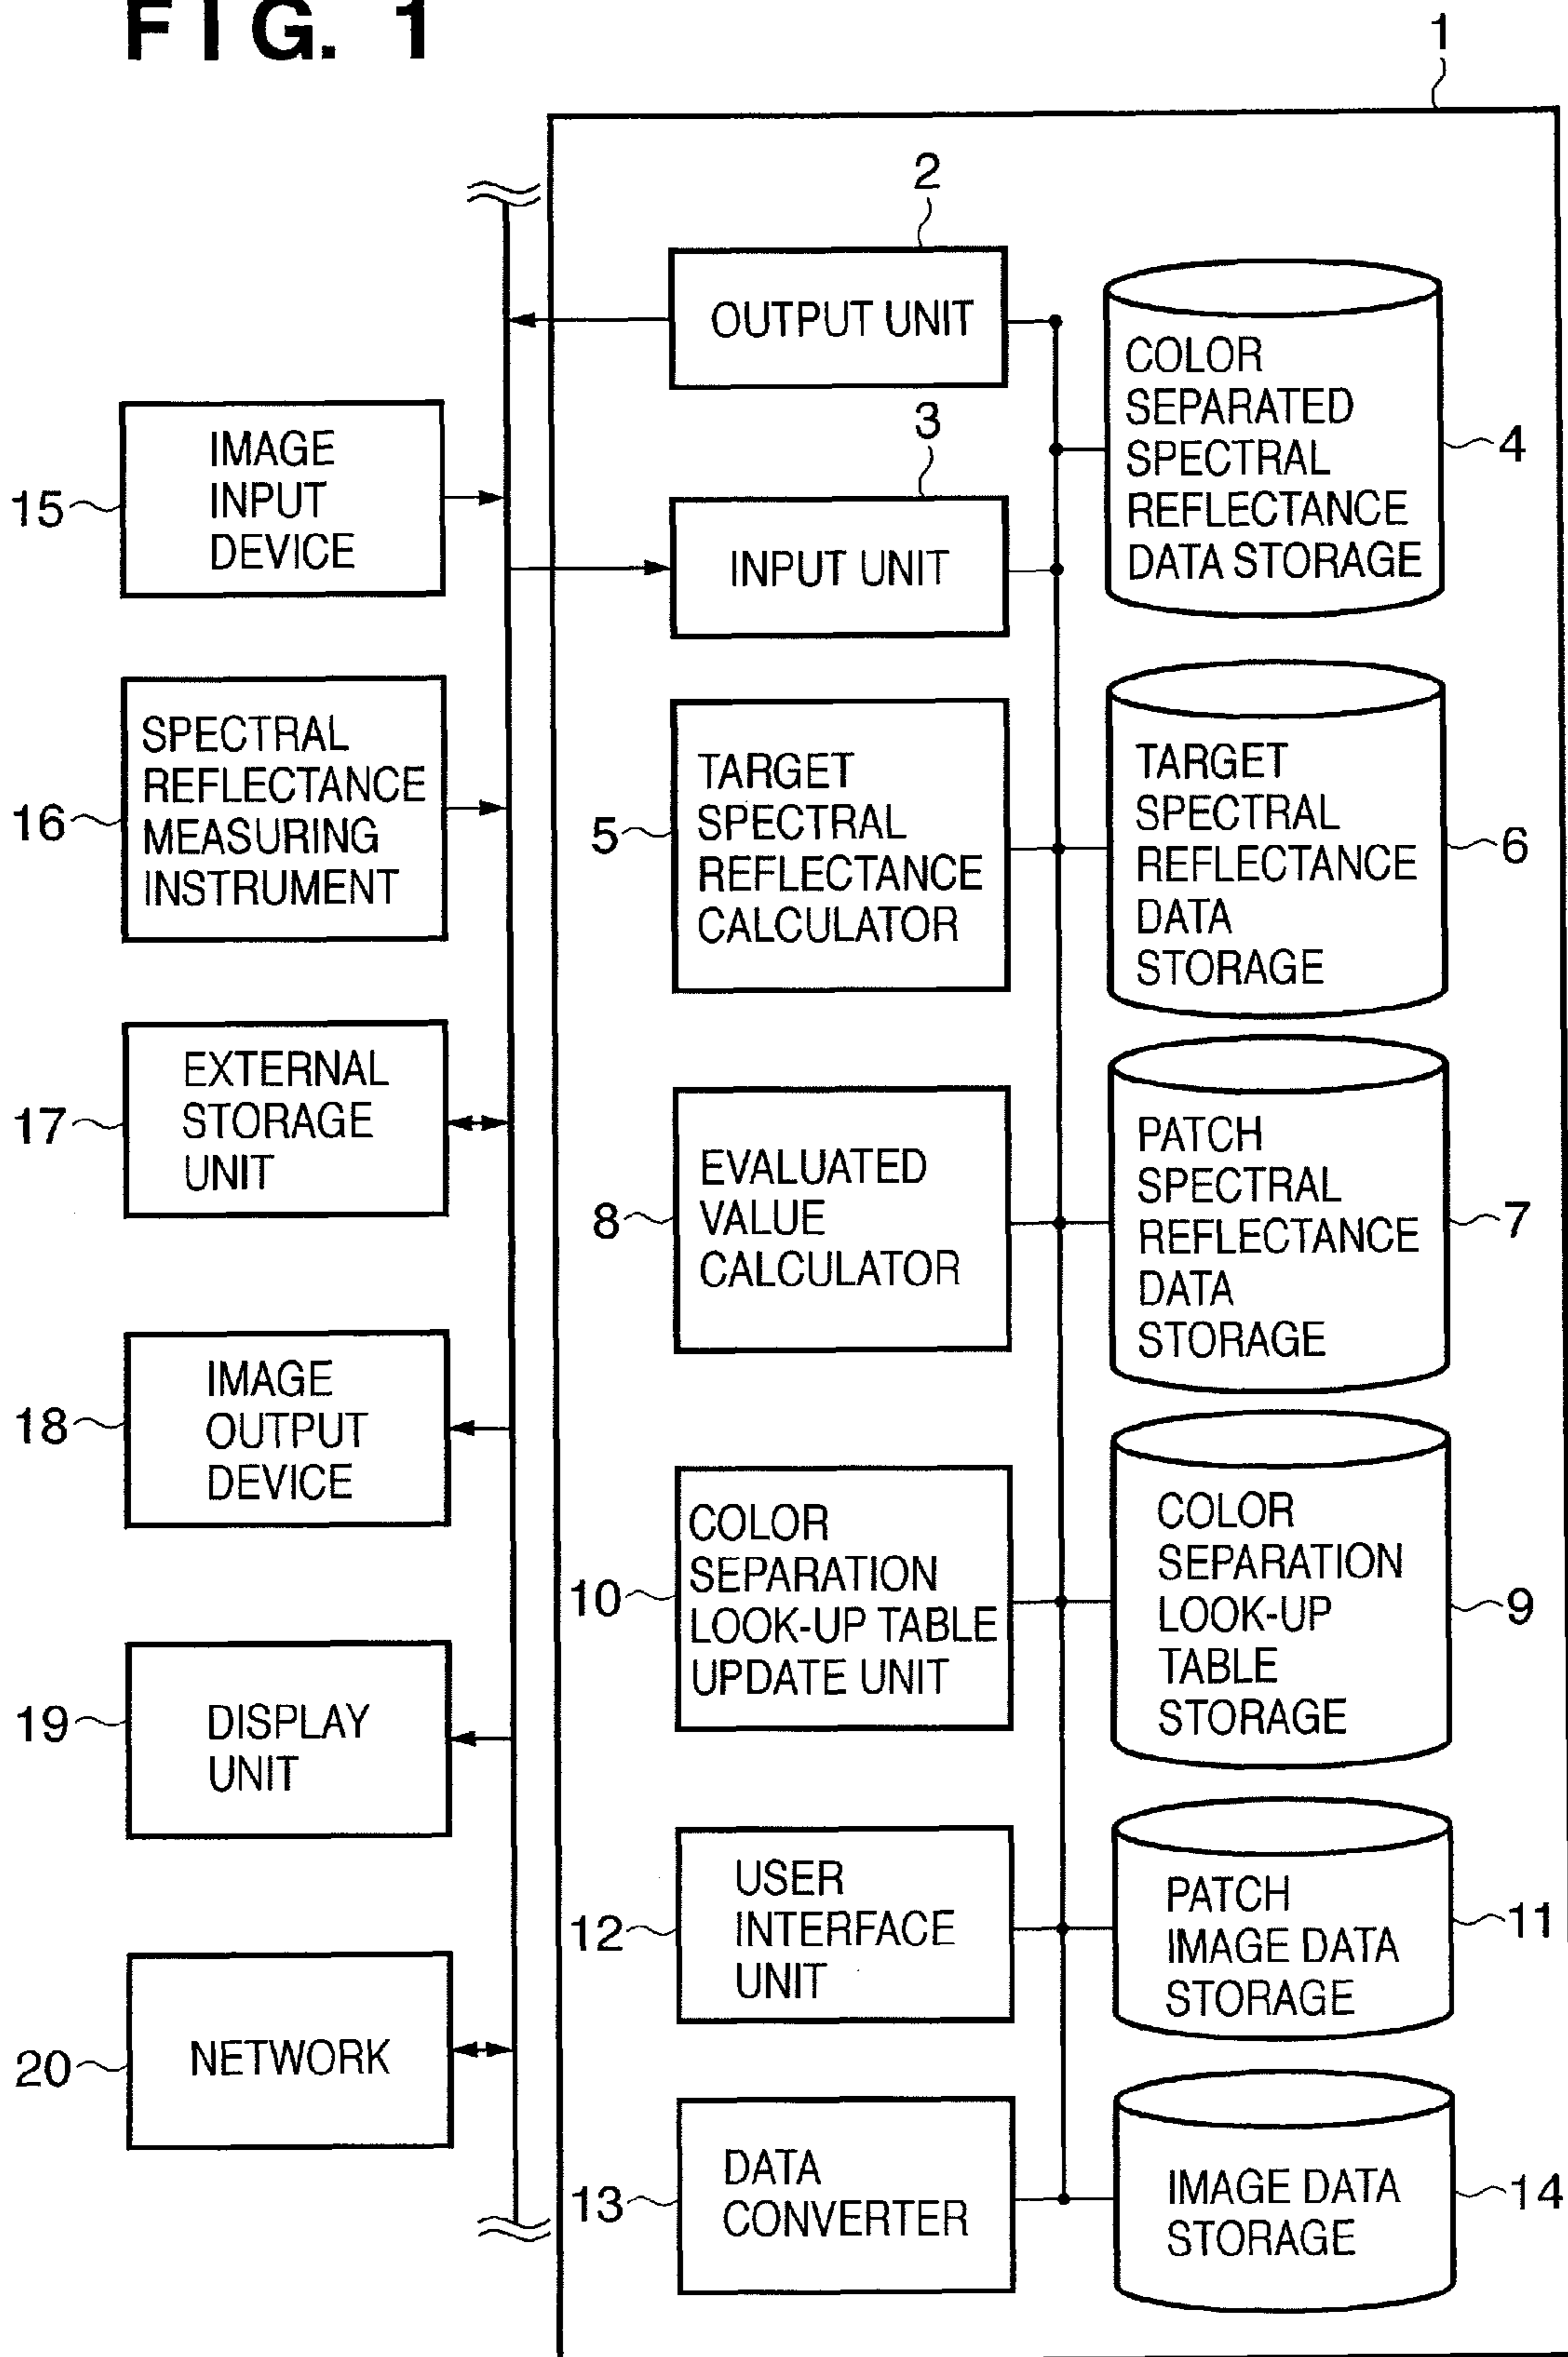 FIG. 1
1
2
OUTPUT UNIT
COLOR
SEPARATED
SPECTRAL
REFLECTANCE
DATA STORAGE
4
3
INPUT UNIT
15
IMAGE
INPUT
DEVICE
16
SPECTRAL
REFLECTANCE
MEASURING
INSTRUMENT
5
TARGET
SPECTRAL
REFLECTANCE
CALCULATOR
TARGET
SPECTRAL
REFLECTANCE
DATA
STORAGE
6
17
EXTERNAL
STORAGE
UNIT
8
EVALUATED
VALUE
CALCULATOR
PATCH
SPECTRAL
REFLECTANCE
DATA
STORAGE
7
18
IMAGE
OUTPUT
DEVICE
10
COLOR
SEPARATION
LOOK-UP TABLE
UPDATE UNIT
COLOR
SEPARATION
LOOK-UP
TABLE
STORAGE
9
19
DISPLAY
UNIT
12
USER
INTERFACE
UNIT
PATCH
IMAGE DATA
STORAGE
11
20
NETWORK
13
DATA
CONVERTER
IMAGE DATA
STORAGE
14